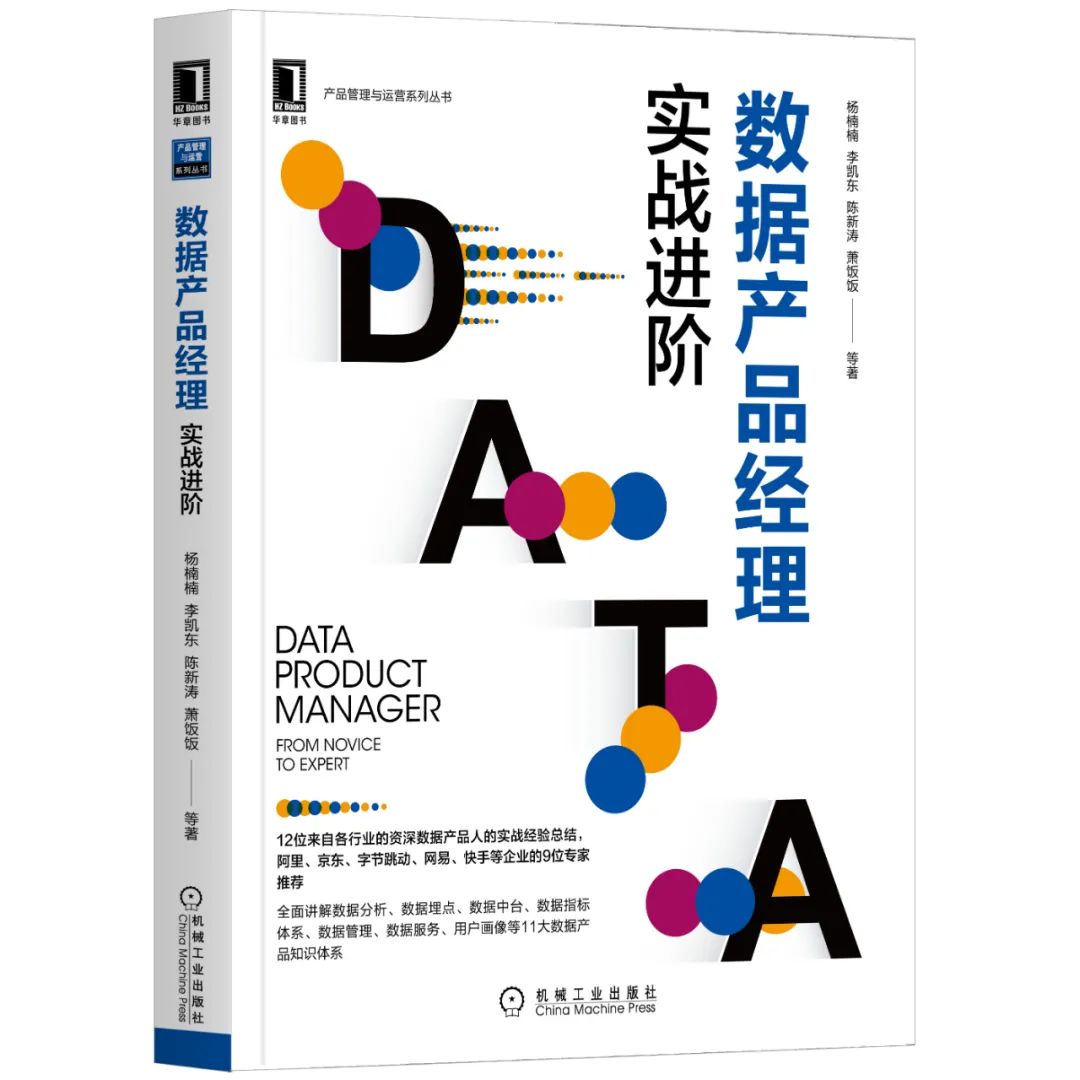 HZ BOOKS
华章图书
产品管理
与运营
系列丛书
数据产品经理
实战进阶
杨楠楠 李凯东 陈新涛 萧饭饭
等著
机械工业出版社
China Machine Press
HZ BOOKS
华章图书
产品管理与运营系列丛书
数据产品经理
实战进阶
杨楠楠 李凯东 陈新涛 萧饭饭
等著
D
A
T
A
DATA
PRODUCT
MANAGER
FROM NOVICE
TO EXPERT
12位来自各行业的资深数据产品人的实战经验总结,
阿里、京东、字节跳动、网易、快手等企业的9位专家
推荐
全面讲解数据分析、数据埋点、数据中台、数据指标
体系、数据管理、数据服务、用户画像等11大数据产
品知识体系
机械工业出版社
China Machine Press